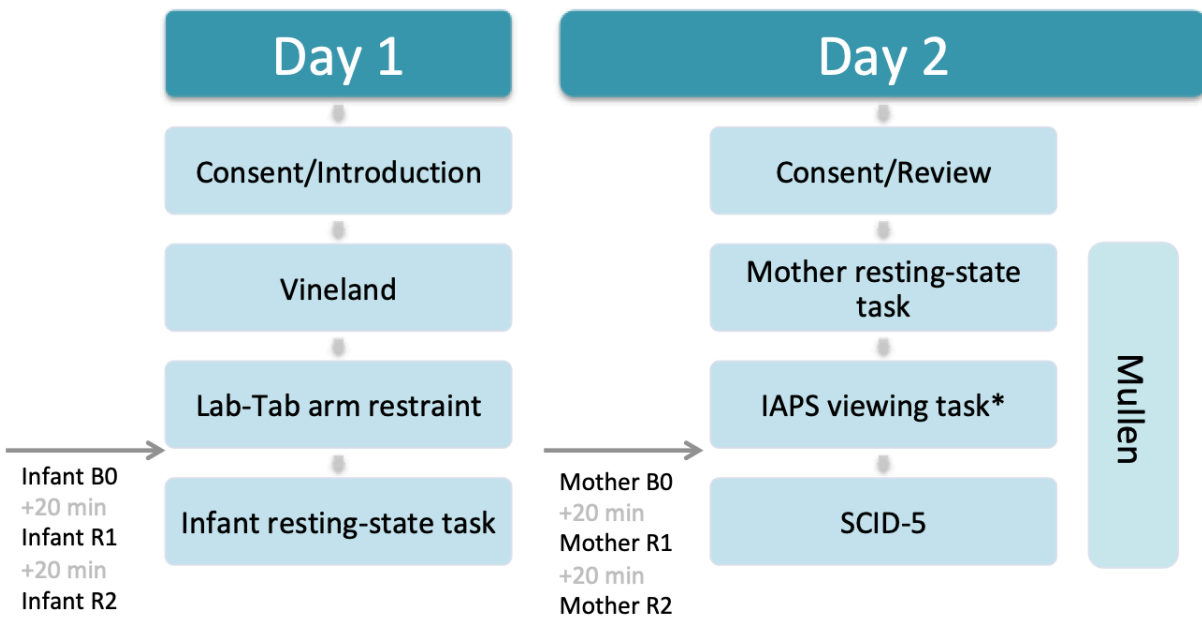 Day 1
Consent/Introduction
Vineland
Lab-Tab arm restraint
Infant resting-state task
Infant B0
+20 min
Infant R1
+20 min
Infant R2
Day 2
Consent/Review
Mother resting-state
task
IAPS viewing task*
SCID-5
Mother B0
+20 min
Mother R1
+20 min
Mother R2
Mullen